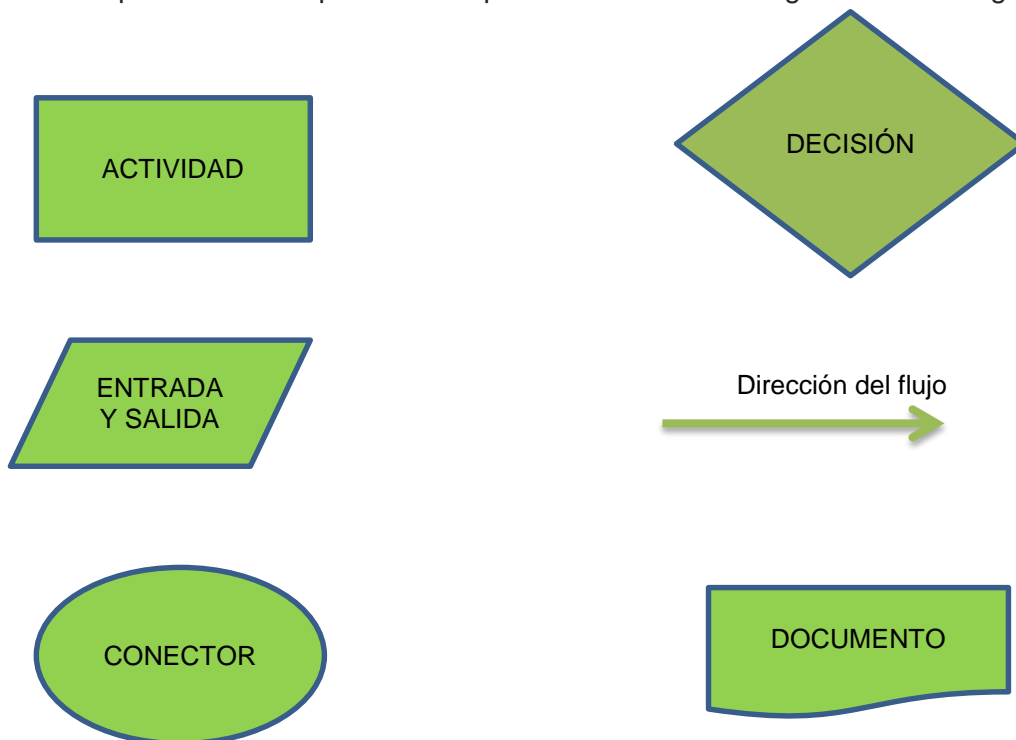 ACTIVIDAD
DECISIÓN
ENTRADA
Y SALIDA
Dirección del flujo
CONECTOR
DOCUMENTO